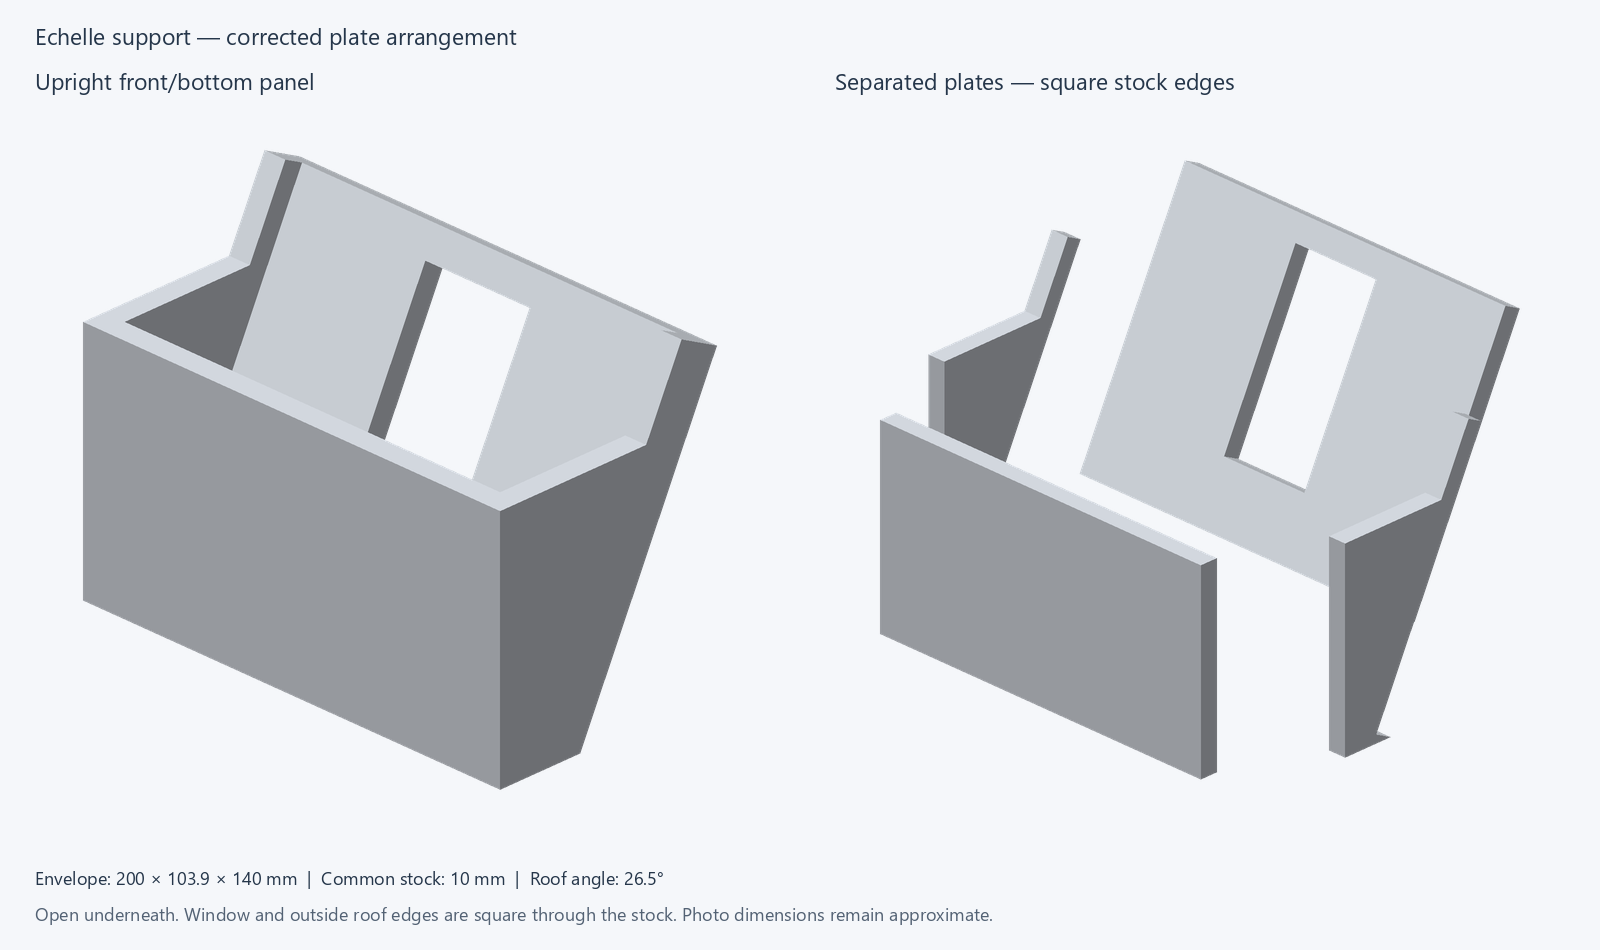 Echelle support — corrected plate arrangement
Upright front/bottom panel
Separated plates — square stock edges
Envelope: 200 × 103.9 × 140 mm | Common stock: 10 mm | Roof angle: 26.5°
Open underneath. Window and outside roof edges are square through the stock. Photo dimensions remain approximate.